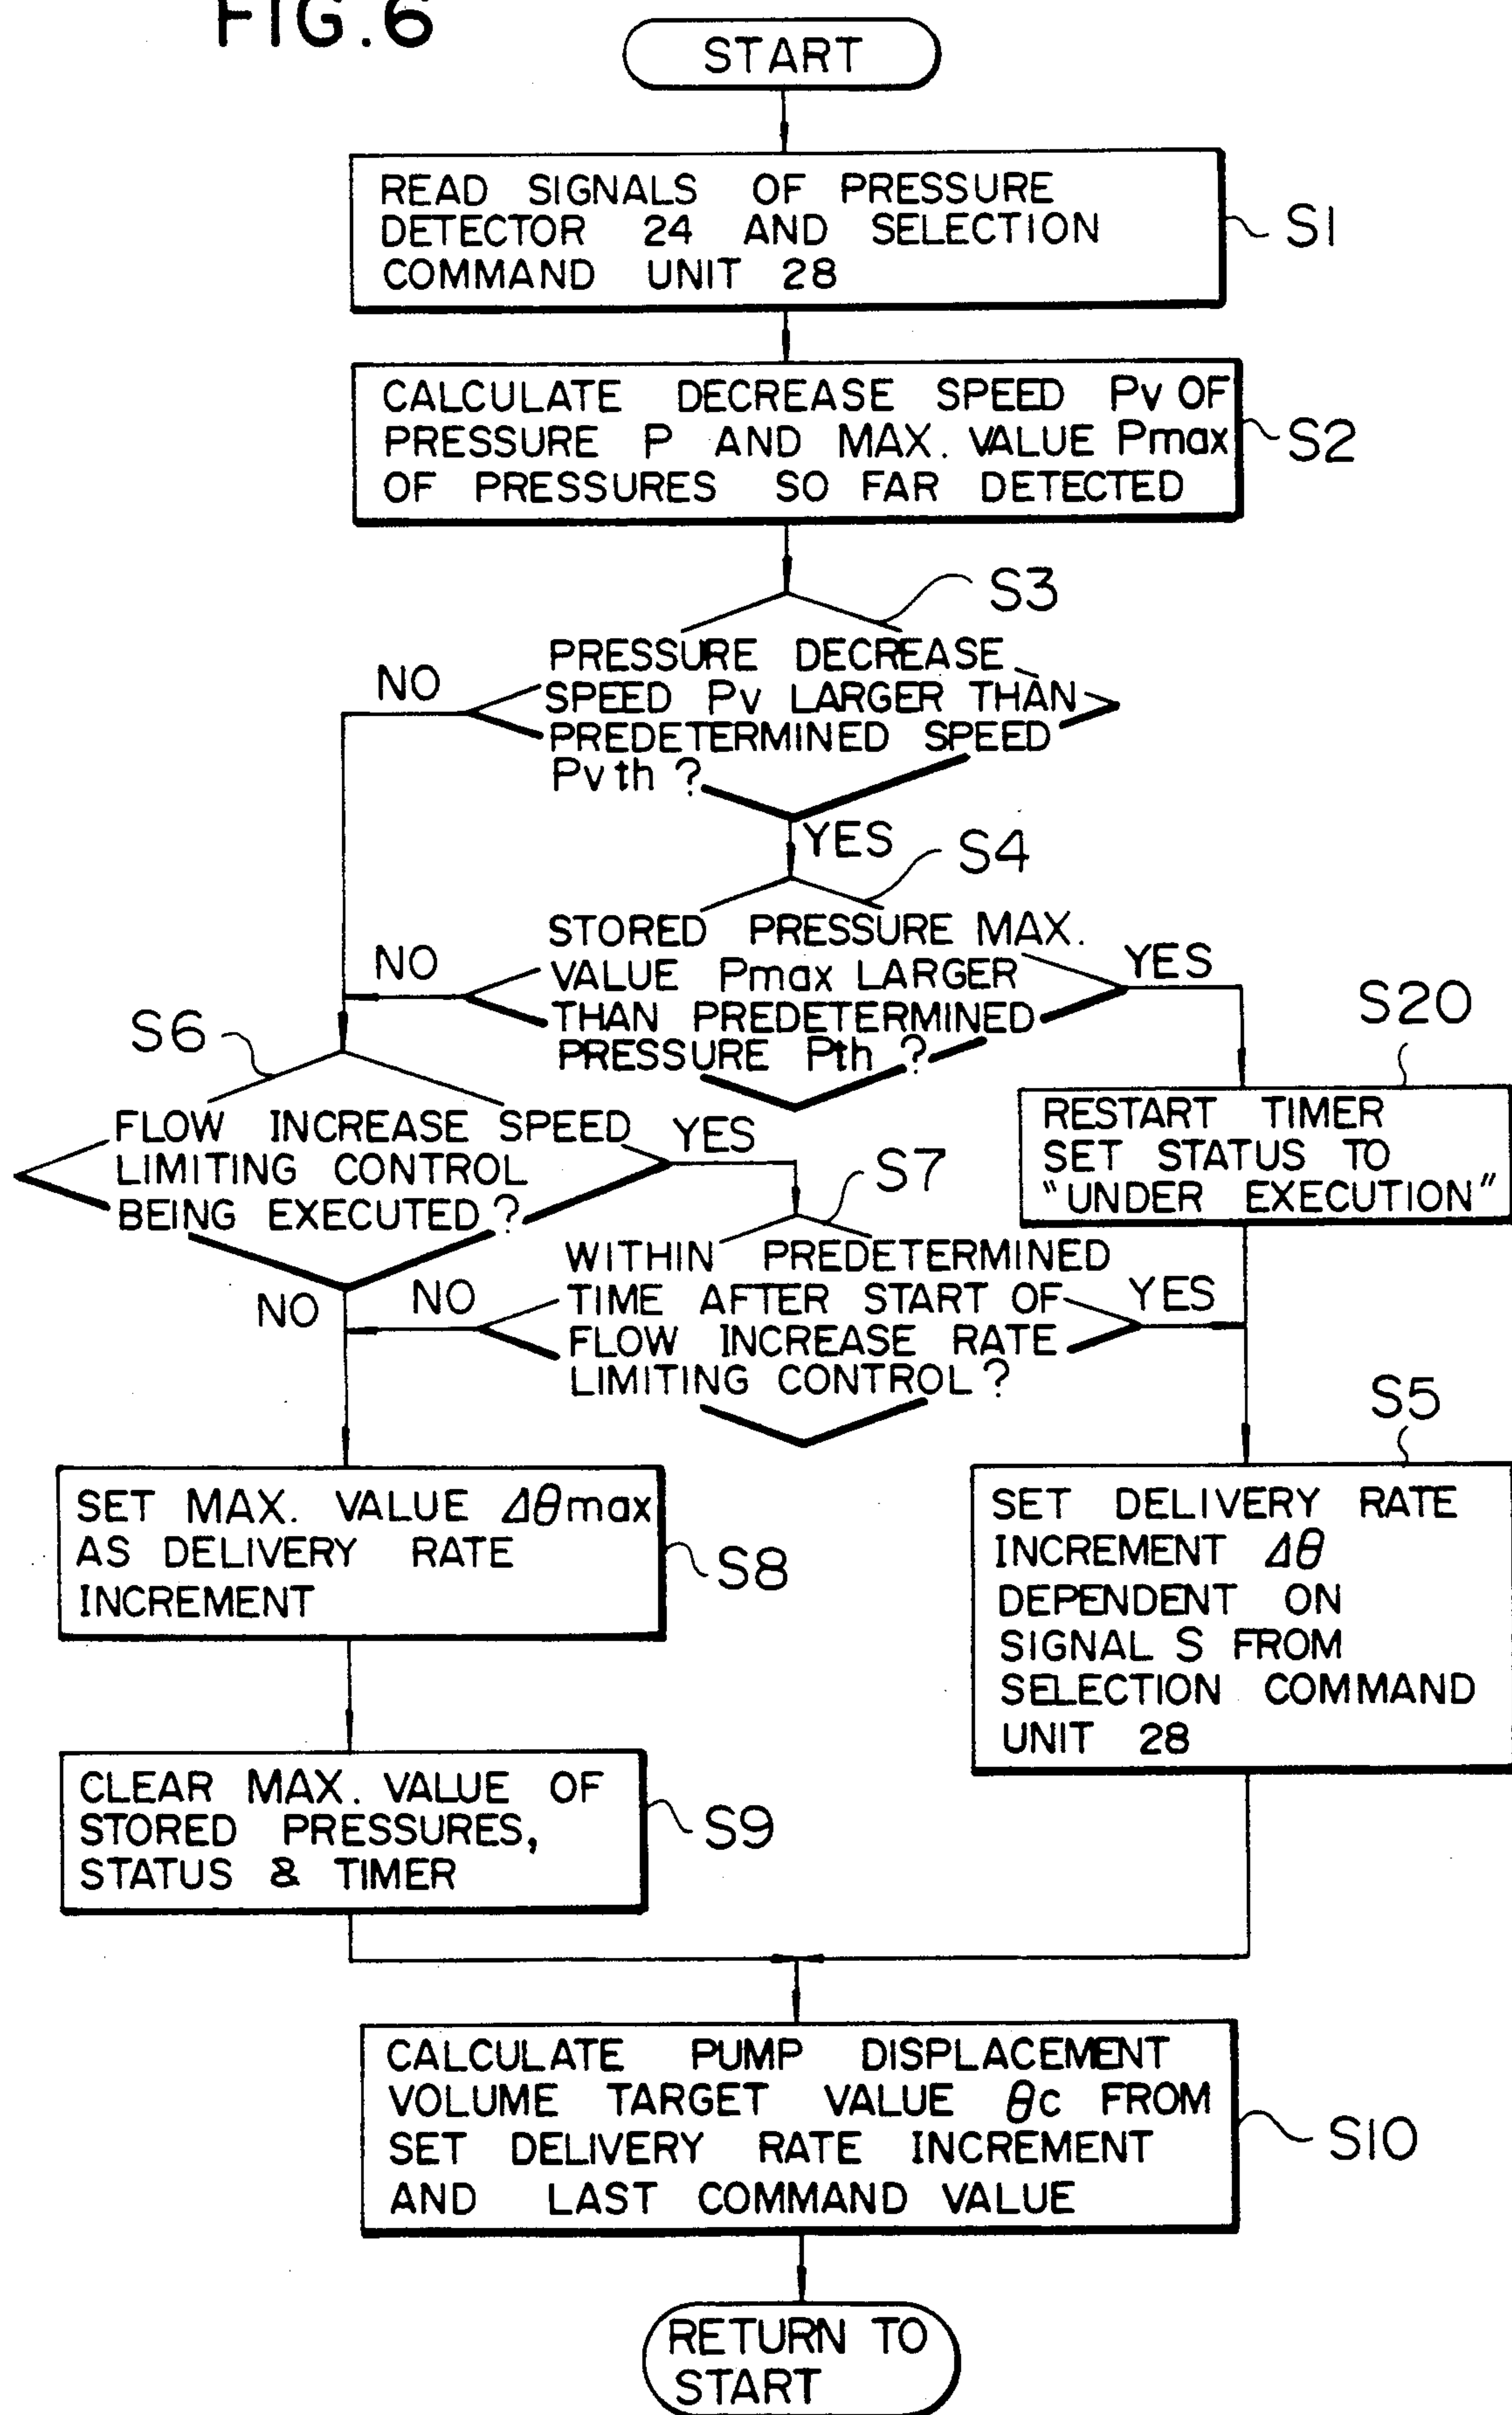 FIG.6
START
READ SIGNALS OF PRESSURE
DETECTOR 24 AND SELECTION
COMMAND UNIT 28
S1
CALCULATE DECREASE SPEED Pv OF
PRESSURE P AND MAX. VALUE Pmax
OF PRESSURES SO FAR DETECTED
S2
S3
PRESSURE DECREASE
SPEED Pv LARGER THAN
PREDETERMINED SPEED
Pvth ?
NO
YES
S4
STORED PRESSURE MAX.
VALUE Pmax LARGER
THAN PREDETERMINED
PRESSURE Pth ?
NO
YES
S20
RESTART TIMER
SET STATUS TO
"UNDER EXECUTION"
S6
FLOW INCREASE SPEED
LIMITING CONTROL
BEING EXECUTED ?
YES
NO
S7
WITHIN PREDETERMINED
TIME AFTER START OF
FLOW INCREASE RATE
LIMITING CONTROL ?
NO
YES
S5
SET DELIVERY RATE
INCREMENT Δθ
DEPENDENT ON
SIGNAL S FROM
SELECTION COMMAND
UNIT 28
SET MAX. VALUE Δθmax
AS DELIVERY RATE
INCREMENT
S8
CLEAR MAX. VALUE OF
STORED PRESSURES,
STATUS & TIMER
S9
CALCULATE PUMP DISPLACEMENT
VOLUME TARGET VALUE θc FROM
SET DELIVERY RATE INCREMENT
AND LAST COMMAND VALUE
S10
RETURN TO
START